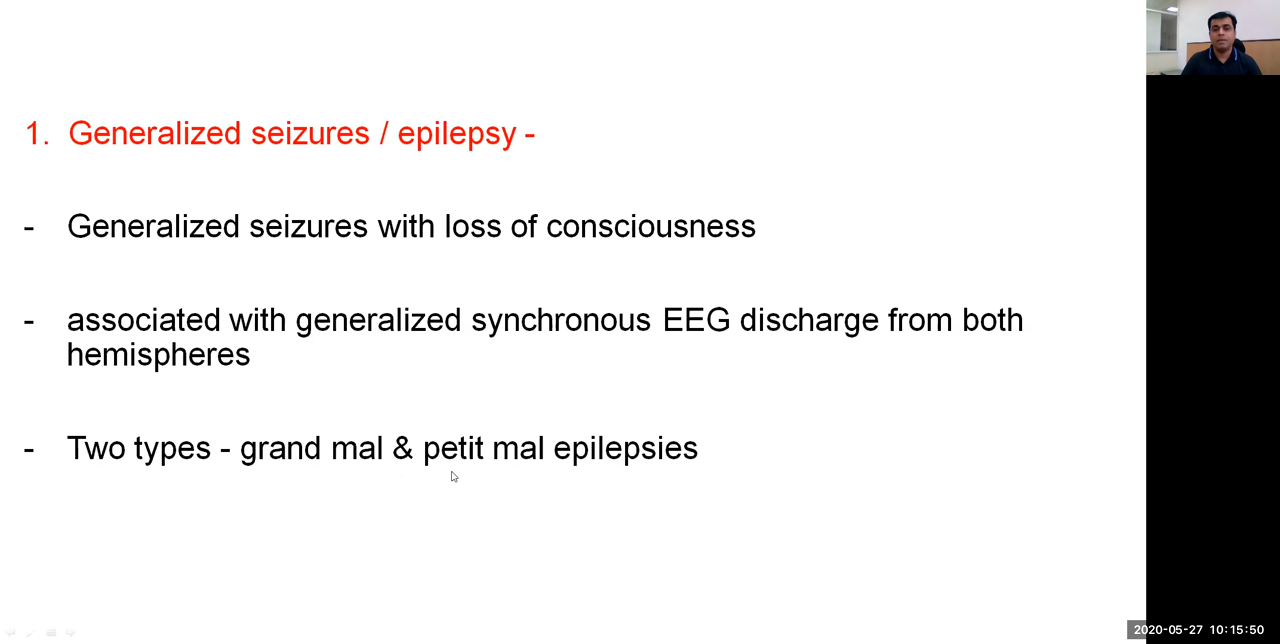 1. Generalized seizures / epilepsy -
- Generalized seizures with loss of consciousness
- associated with generalized synchronous EEG discharge from both
hemispheres
- Two types - grand mal & petit mal epilepsies
2020-05-27 10:15:50